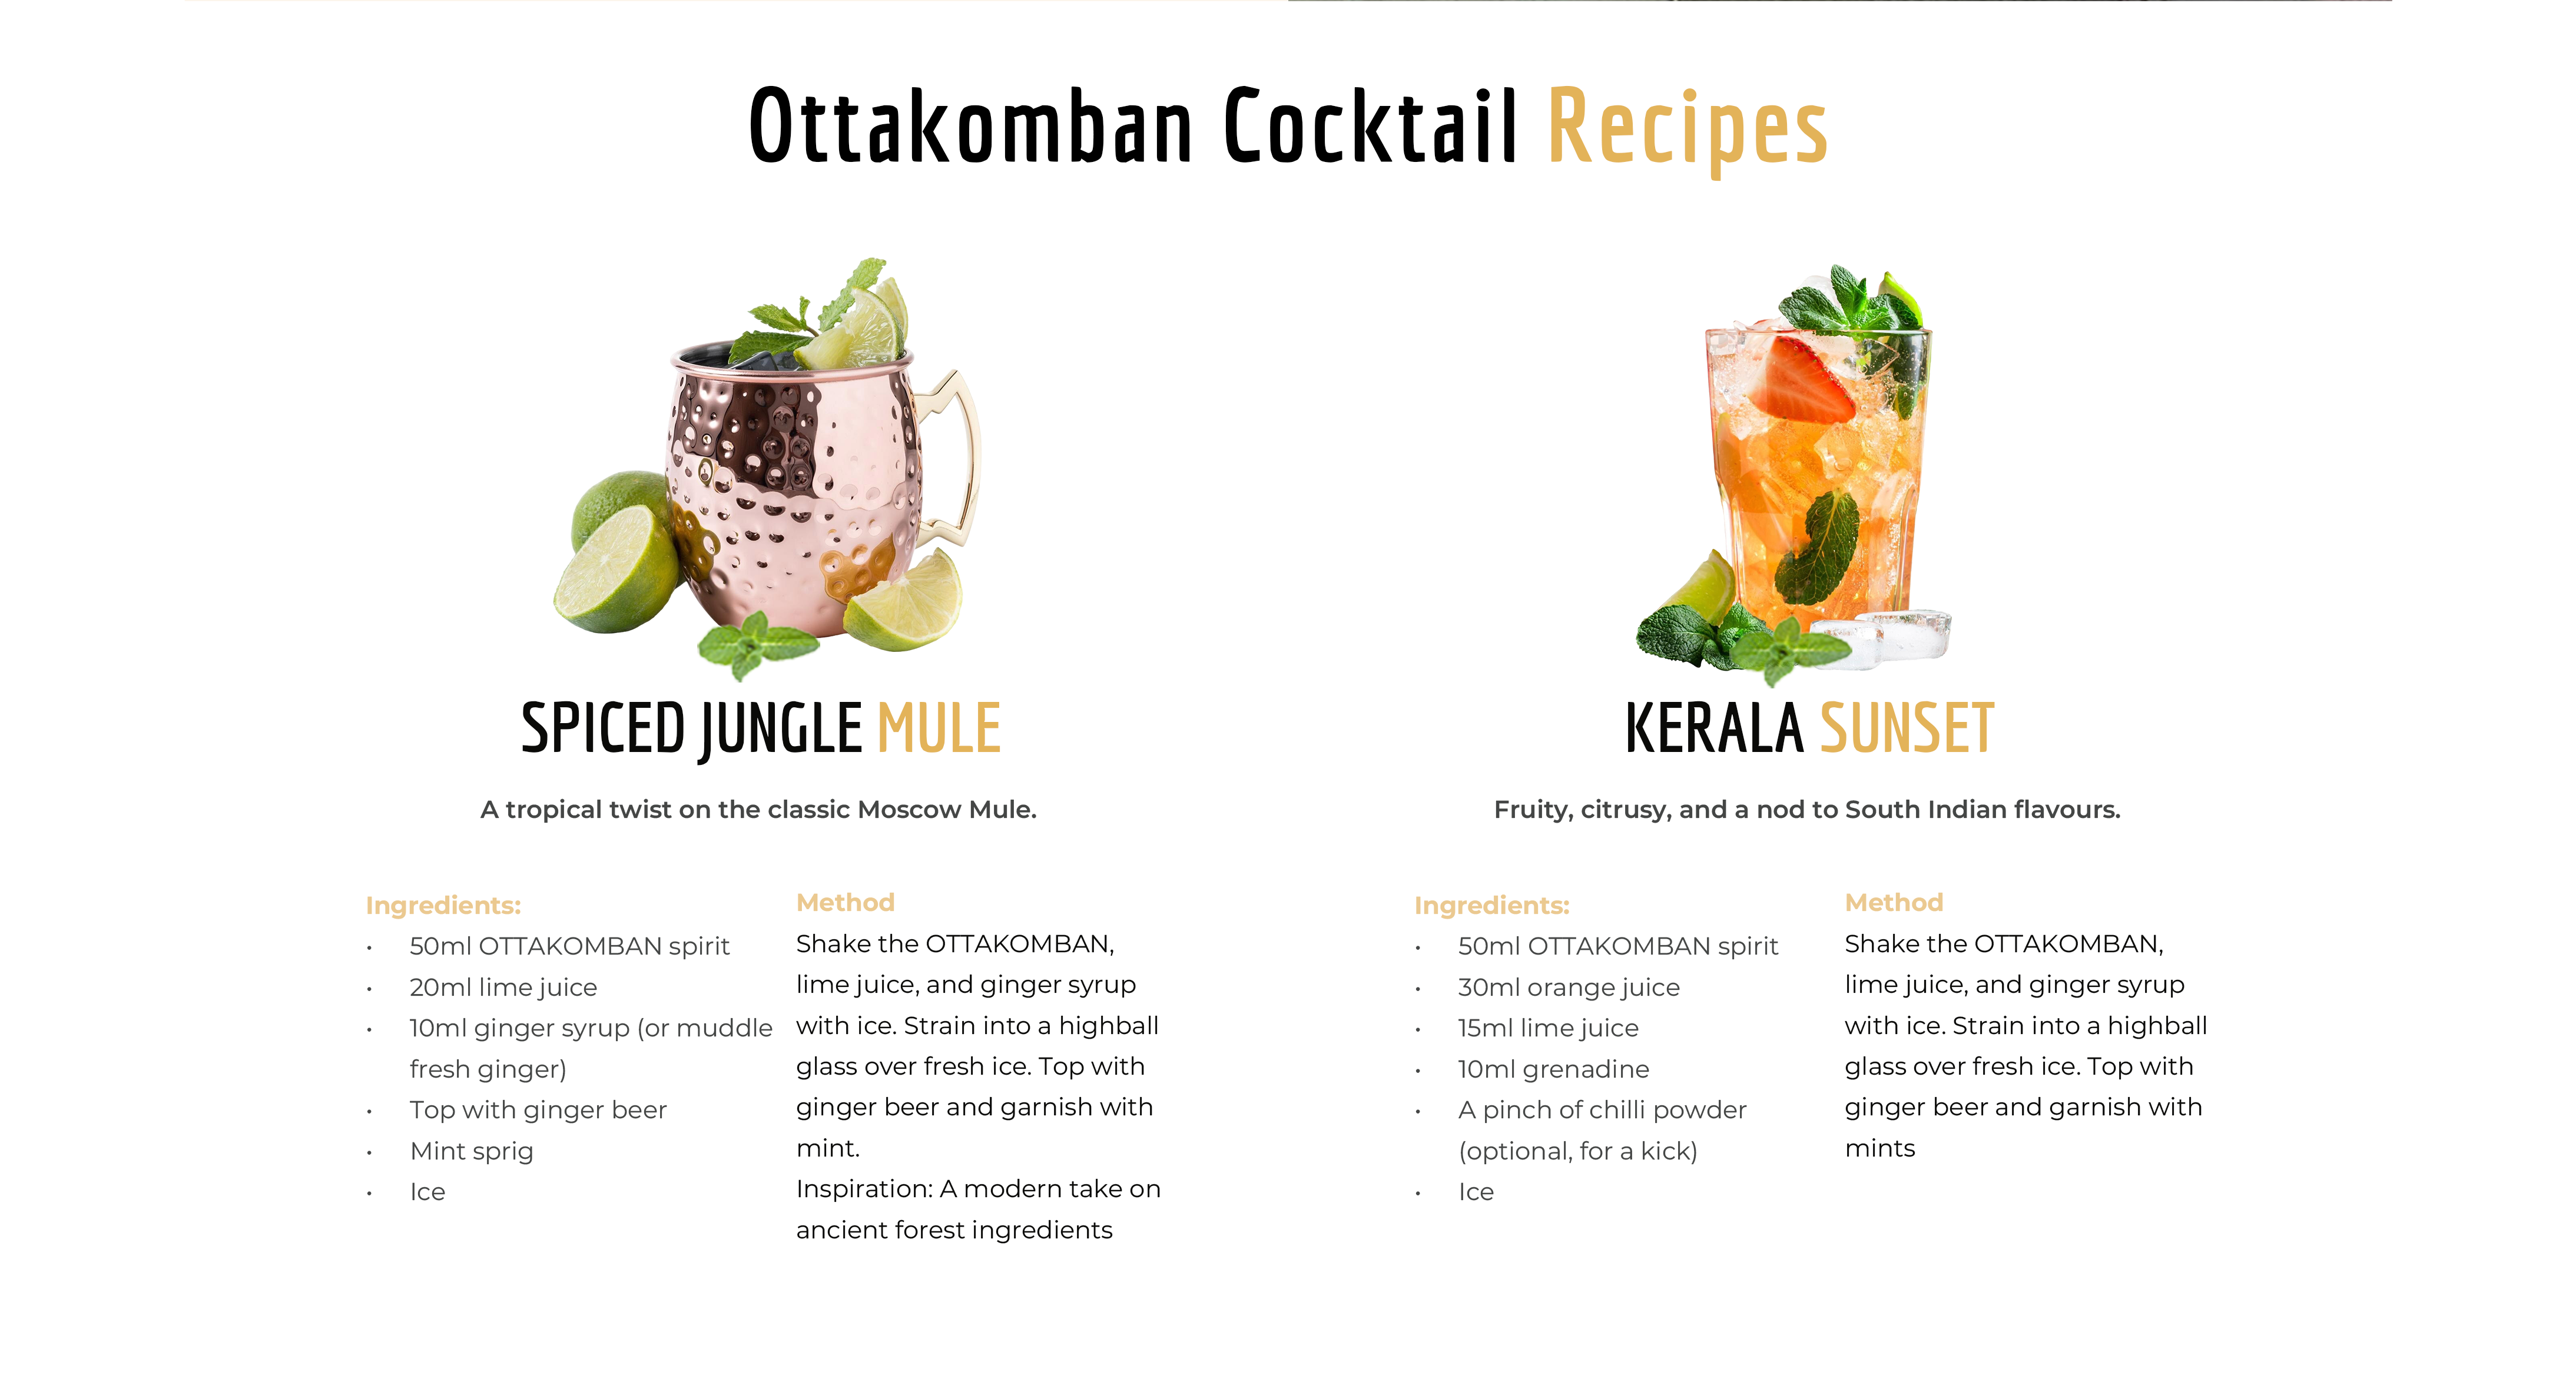 Ottakomban Cocktail Recipes
SPICED JUNGLE MULE
A tropical twist on the classic Moscow Mule.
Ingredients:
• 50ml OTTAKOMBAN spirit
• 20ml lime juice
• 10ml ginger syrup (or muddle
fresh ginger)
• Top with ginger beer
• Mint sprig
• Ice
Method
Shake the OTTAKOMBAN,
lime juice, and ginger syrup
with ice. Strain into a highball
glass over fresh ice. Top with
ginger beer and garnish with
mint.
Inspiration: A modern take on
ancient forest ingredients
KERALA SUNSET
Fruity, citrusy, and a nod to South Indian flavours.
Ingredients:
• 50ml OTTAKOMBAN spirit
• 30ml orange juice
• 15ml lime juice
• 10ml grenadine
• A pinch of chilli powder
(optional, for a kick)
• Ice
Method
Shake the OTTAKOMBAN,
lime juice, and ginger syrup
with ice. Strain into a highball
glass over fresh ice. Top with
ginger beer and garnish with
mints